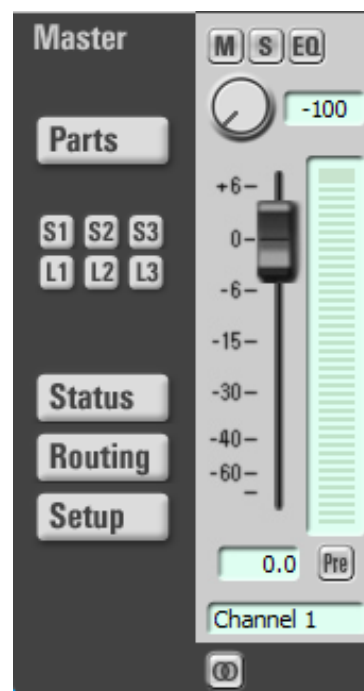 Master
M S EQ
-100
Parts
+6
0
-6
-15
-30
-40
-60
S1 S2 S3
L1 L2 L3
Status
Routing
Setup
0.0 Pre
Channel 1